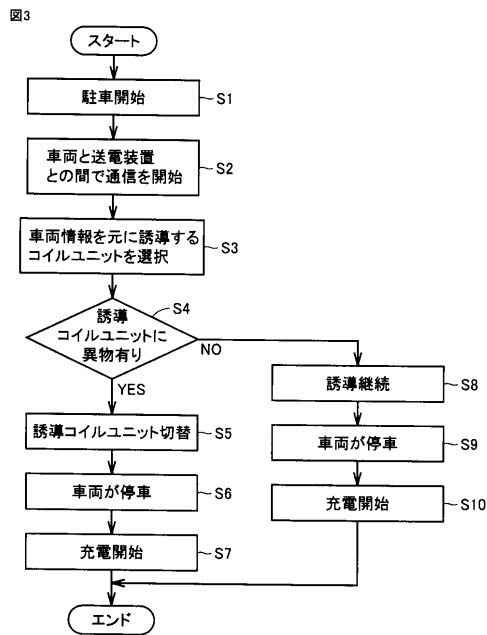 図3
スタート
駐車開始
S1
車両と送電装置
との間で通信を開始
S2
車両情報を元に誘導する
コイルユニットを選択
S3
誘導
コイルユニットに
異物有り
S4
NO
YES
誘導コイルユニット切替
S5
車両が停車
S6
充電開始
S7
誘導継続
S8
車両が停車
S9
充電開始
S10
エンド